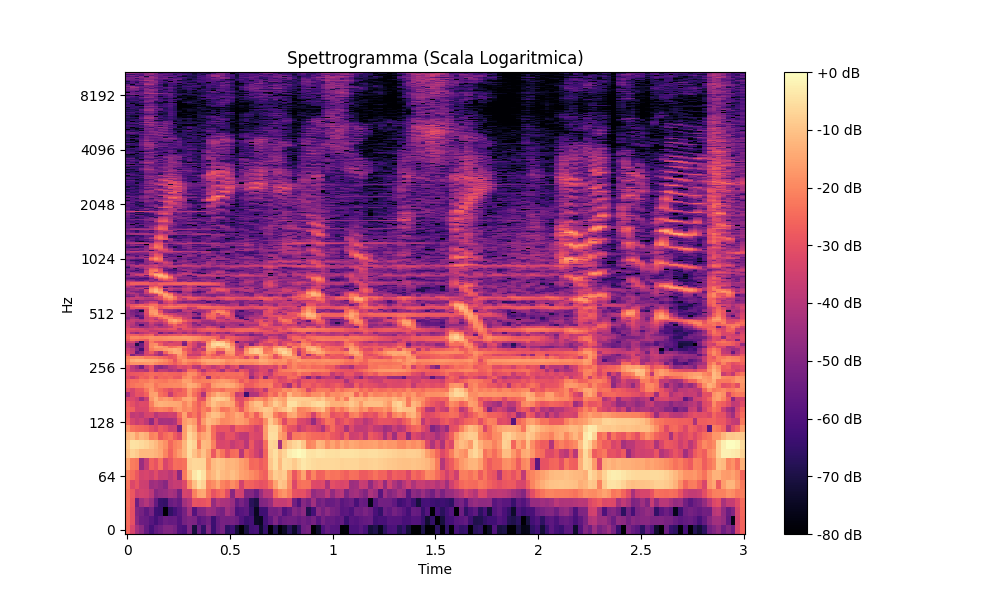 Spettrogramma (Scala Logaritmica)
8192
4096
2048
1024
512
256
128
64
0
Hz
0
0.5
1
1.5
2
2.5
3
Time
+0 dB
-10 dB
-20 dB
-30 dB
-40 dB
-50 dB
-60 dB
-70 dB
-80 dB